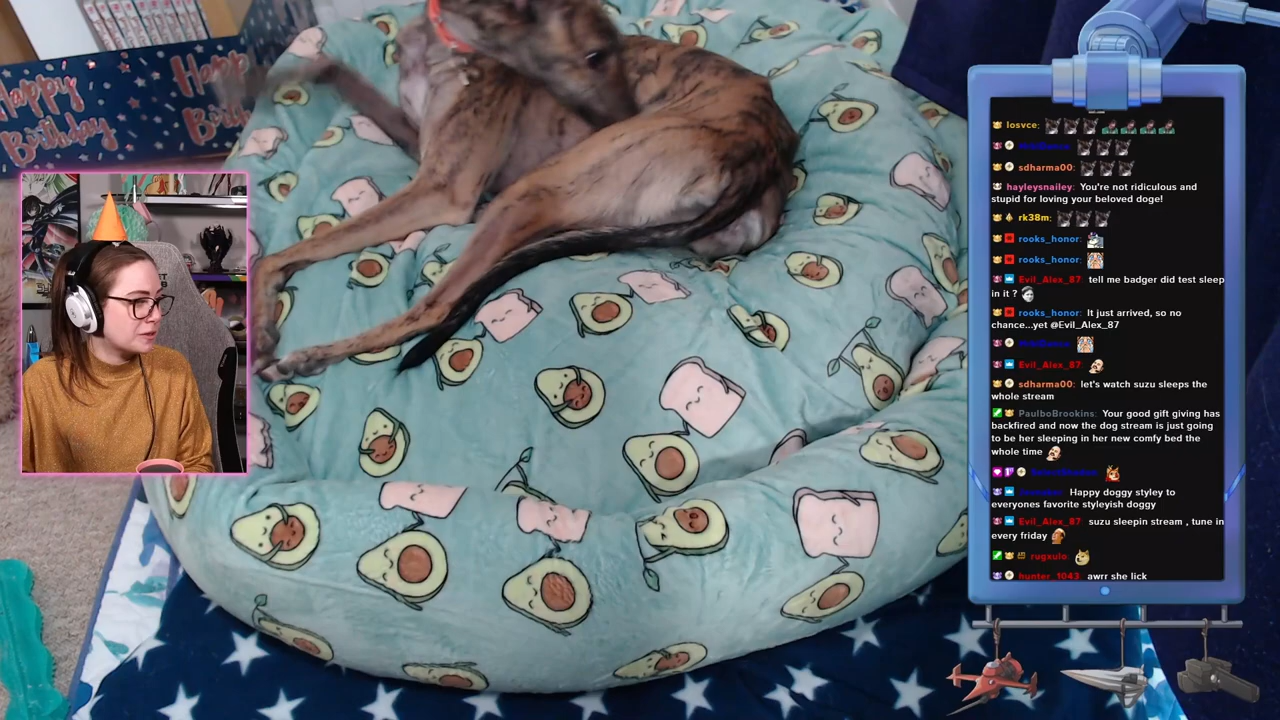 Happy
Birthday
Happ
Birth
losvce:
sdharma00:
hayleysnailey: You're not ridiculous and
stupid for loving your beloved doge!
rk38m:
rooks_honor:
rooks_honor:
Evil_Alex_87 tell me badger did test sleep
in it ?
rooks_honor: It just arrived, so no
chance...yet @Evil_Alex_87
Evil_Alex_87
sdharma00: let's watch suzu sleeps the
whole stream
PaulboBrookins: Your good gift giving has
backfired and now the dog stream is just going
to be her sleeping in her new comfy bed the
whole time
Happy doggy styley to
everyones favorite styleyish doggy
Evil_Alex_87 suzu sleepin stream , tune in
every friday
rugxulo:
hunter_1043 awrr she lick